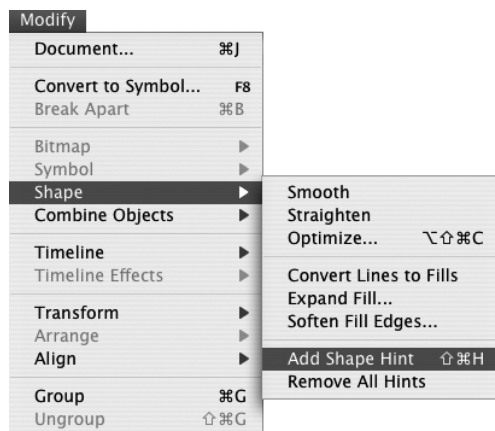 Modify
Document... ⌘J
Convert to Symbol... F8
Break Apart ⌘B
Bitmap ▶
Symbol ▶
Shape ▶
Combine Objects ▶
Timeline ▶
Timeline Effects ▶
Transform ▶
Arrange ▶
Align ▶
Group ⌘G
Ungroup ⇧⌘G
Smooth
Straighten
Optimize... ⌥⇧⌘C
Convert Lines to Fills
Expand Fill...
Soften Fill Edges...
Add Shape Hint ⇧⌘H
Remove All Hints